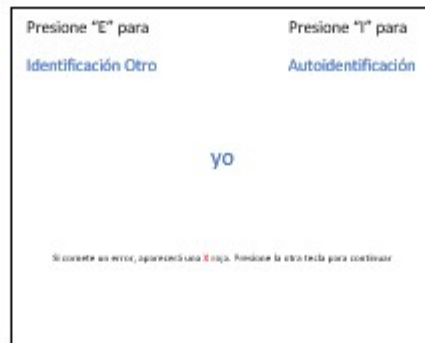 Presione “E” para
Identificación Otro
Presione “I” para
Autoidentificación
yo
Si comete un error, aparecerá una X roja. Presione la otra tecla para continuar